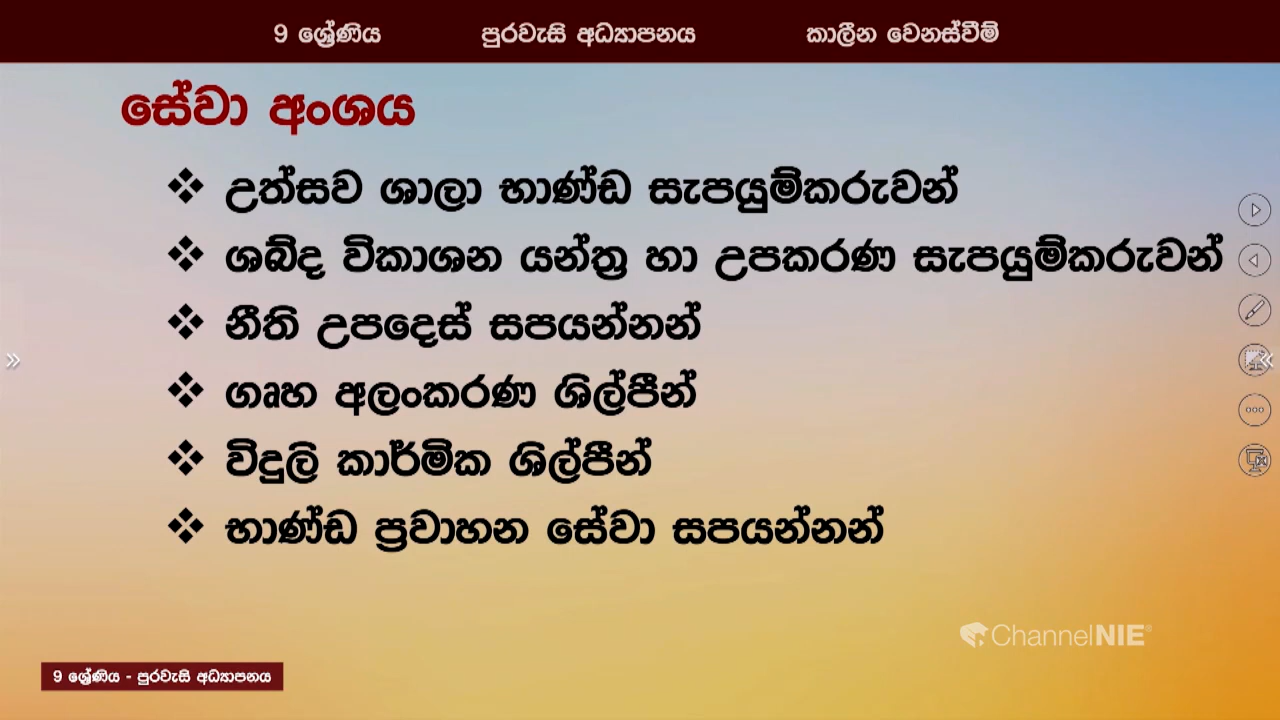 9 ශ්‍රේණිය පුරවැසි අධ්‍යාපනය කාලීන වෙනස්වීම්
සේවා අංශය
❖ උත්සව ශාලා භාණ්ඩ සැපයුම්කරුවන්
❖ ශබ්ද විකාශන යන්ත්‍ර හා උපකරණ සැපයුම්කරුවන්
❖ නීති උපදෙස් සපයන්නන්
❖ ගෘහ අලංකරණ ශිල්පීන්
❖ විදුලි කාර්මික ශිල්පීන්
❖ භාණ්ඩ ප්‍රවාහන සේවා සපයන්නන්
ChannelNIE®
9 ශ්‍රේණිය - පුරවැසි අධ්‍යාපනය